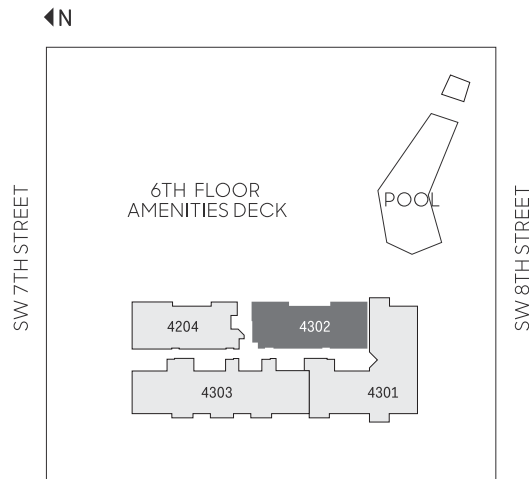 N
SW 7TH STREET
6TH FLOOR
AMENITIES DECK
POOL
SW 8TH STREET
4204
4302
4303
4301